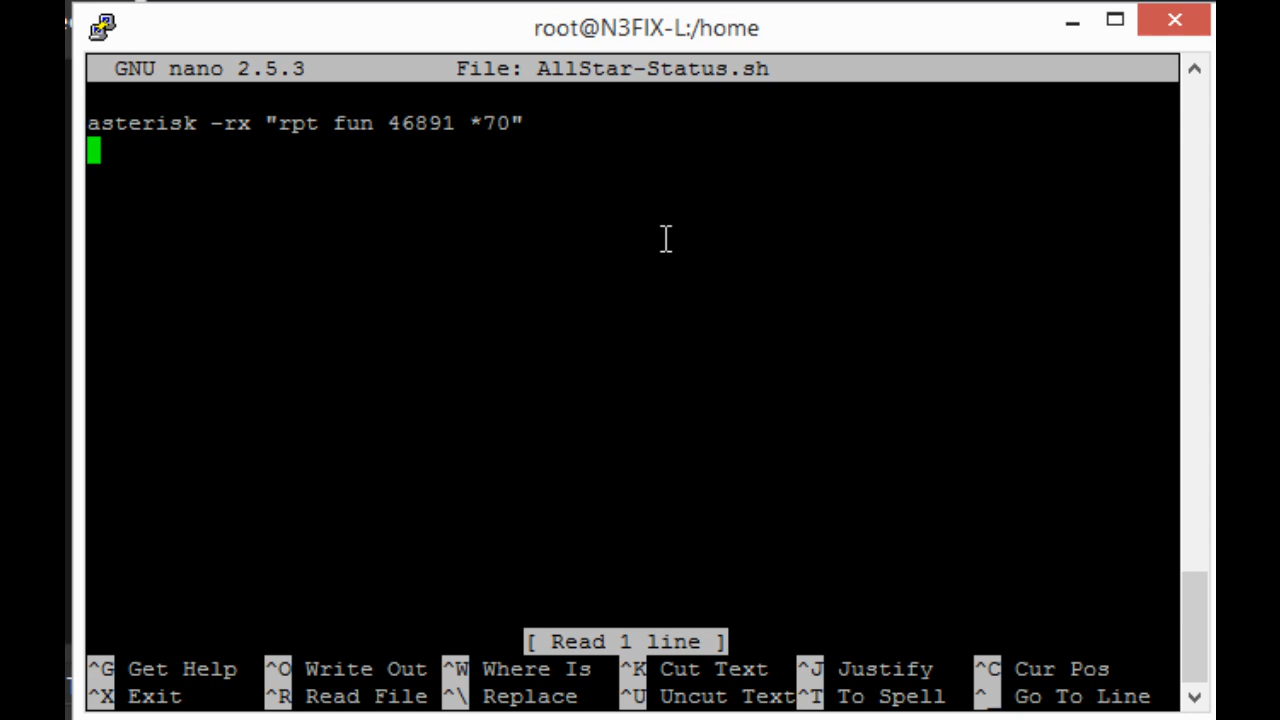 root@N3FIX-L:/home
GNU nano 2.5.3 File: AllStar-Status.sh
asterisk -rx "rpt fun 46891 *70"
[ Read 1 line ]
^G Get Help ^O Write Out ^W Where Is ^K Cut Text ^J Justify ^C Cur Pos
^X Exit ^R Read File ^\ Replace ^U Uncut Text ^T To Spell ^_ Go To Line